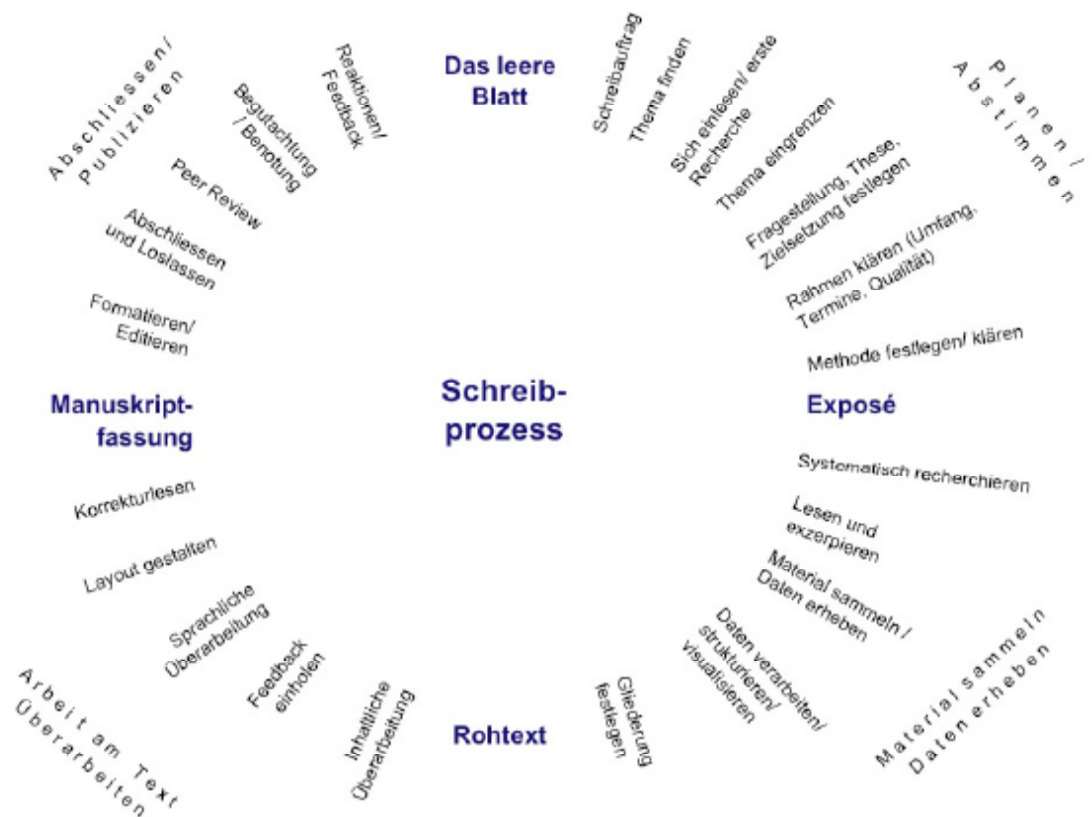 Das leere
Blatt
Schreibauftrag
Thema finden
Sich einlesen/ erste
Recherche
Thema eingrenzen
Fragestellung, These,
Zielsetzung festlegen
Rahmen klären (Umfang,
Termine, Qualität)
Methode festlegen/ klären
Planen /
Abstimmen
Exposé
Systematisch recherchieren
Lesen und
exzerpieren
Material sammeln /
Daten erheben
Daten verarbeiten/
strukturieren/
visualisieren
Gliederung
festlegen
Material sammeln
Daten erheben
Rohtext
Inhaltliche
Überarbeitung
Feedback
einholen
Sprachliche
Überarbeitung
Layout gestalten
Korrekturlesen
Arbeit am Text
Überarbeiten
Manuskript-
fassung
Formatieren/
Editieren
Abschliessen
und Loslassen
Peer Review
Begutachtung
/ Benotung
Reaktionen/
Feedback
Abschliessen/
Publizieren
Schreib-
prozess